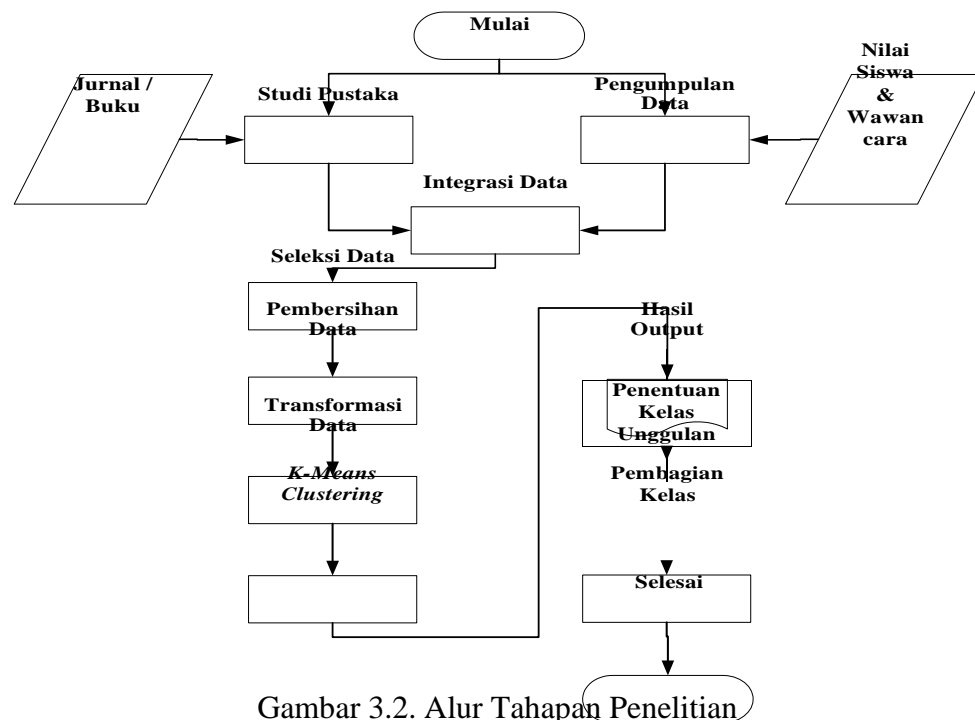 Mulai
Jurnal /
Buku
Studi Pustaka
Pengumpulan
Data
Nilai
Siswa
&
Wawan
cara
Integrasi Data
Seleksi Data
Pembersihan
Data
Transformasi
Data
K-Means
Clustering
Hasil
Output
Penentuan
Kelas
Unggulan
Pembagian
Kelas
Selesai
Gambar 3.2. Alur Tahapan Penelitian